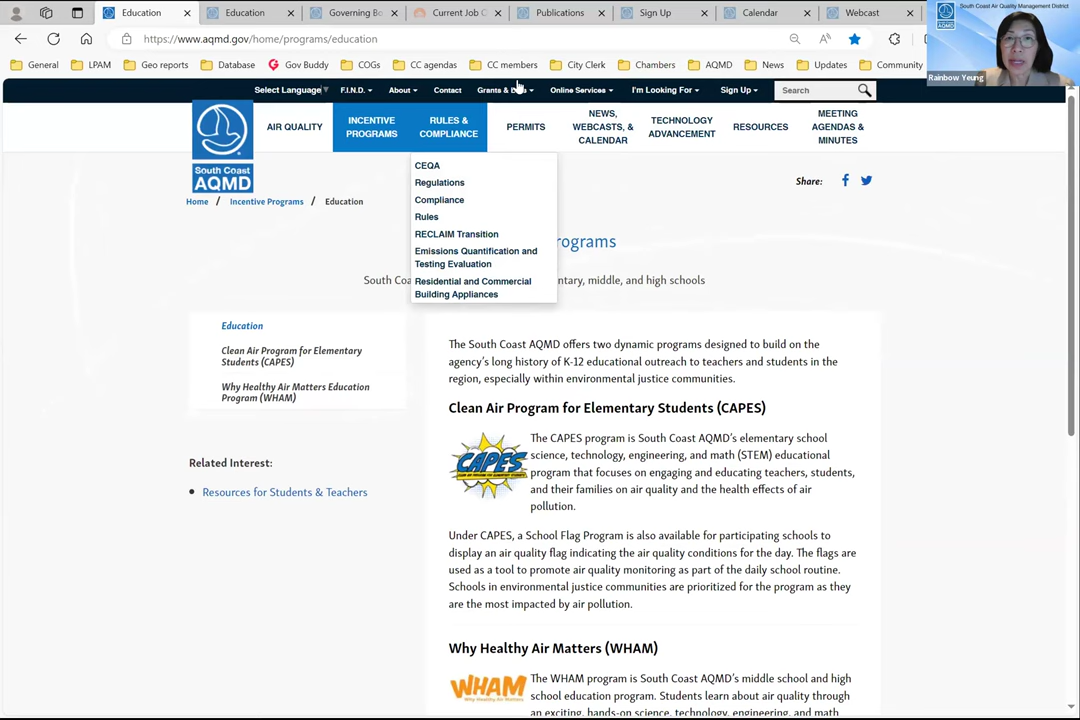 Education
Education
Governing Bo
Current Job O
Publications
Sign Up
Calendar
Webcast
https://www.aqmd.gov/home/programs/education
General
LPAM
Geo reports
Database
Gov Buddy
COGs
CC agendas
CC members
City Clerk
Chambers
AQMD
News
Updates
Community
South Coast Air Quality Management District
Rainbow Yeung
Select Language
F.I.N.D.
About
Contact
Grants &
Online Services
I'm Looking For
Sign Up
Search
South Coast
AQMD
AIR QUALITY
INCENTIVE
PROGRAMS
RULES &
COMPLIANCE
PERMITS
NEWS,
WEBCASTS, &
CALENDAR
TECHNOLOGY
ADVANCEMENT
RESOURCES
MEETING
AGENDAS &
MINUTES
CEQA
Regulations
Compliance
Rules
RECLAIM Transition
Emissions Quantification and
Testing Evaluation
Residential and Commercial
Building Appliances
Share:
Home / Incentive Programs / Education
rograms
South Coa
entary, middle, and high schools
Education
Clean Air Program for Elementary
Students (CAPES)
Why Healthy Air Matters Education
Program (WHAM)
Related Interest:
Resources for Students & Teachers
The South Coast AQMD offers two dynamic programs designed to build on the
agency's long history of K-12 educational outreach to teachers and students in the
region, especially within environmental justice communities.
Clean Air Program for Elementary Students (CAPES)
CAPES
The CAPES program is South Coast AQMD's elementary school
science, technology, engineering, and math (STEM) educational
program that focuses on engaging and educating teachers, students,
and their families on air quality and the health effects of air
pollution.
Under CAPES, a School Flag Program is also available for participating schools to
display an air quality flag indicating the air quality conditions for the day. The flags are
used as a tool to promote air quality monitoring as part of the daily school routine.
Schools in environmental justice communities are prioritized for the program as they
are the most impacted by air pollution.
Why Healthy Air Matters (WHAM)
WHAM
Why Healthy Air Matters
The WHAM program is South Coast AQMD's middle school and high
school education program. Students learn about air quality through
an exciting, hands-on science, technology, engineering, and math